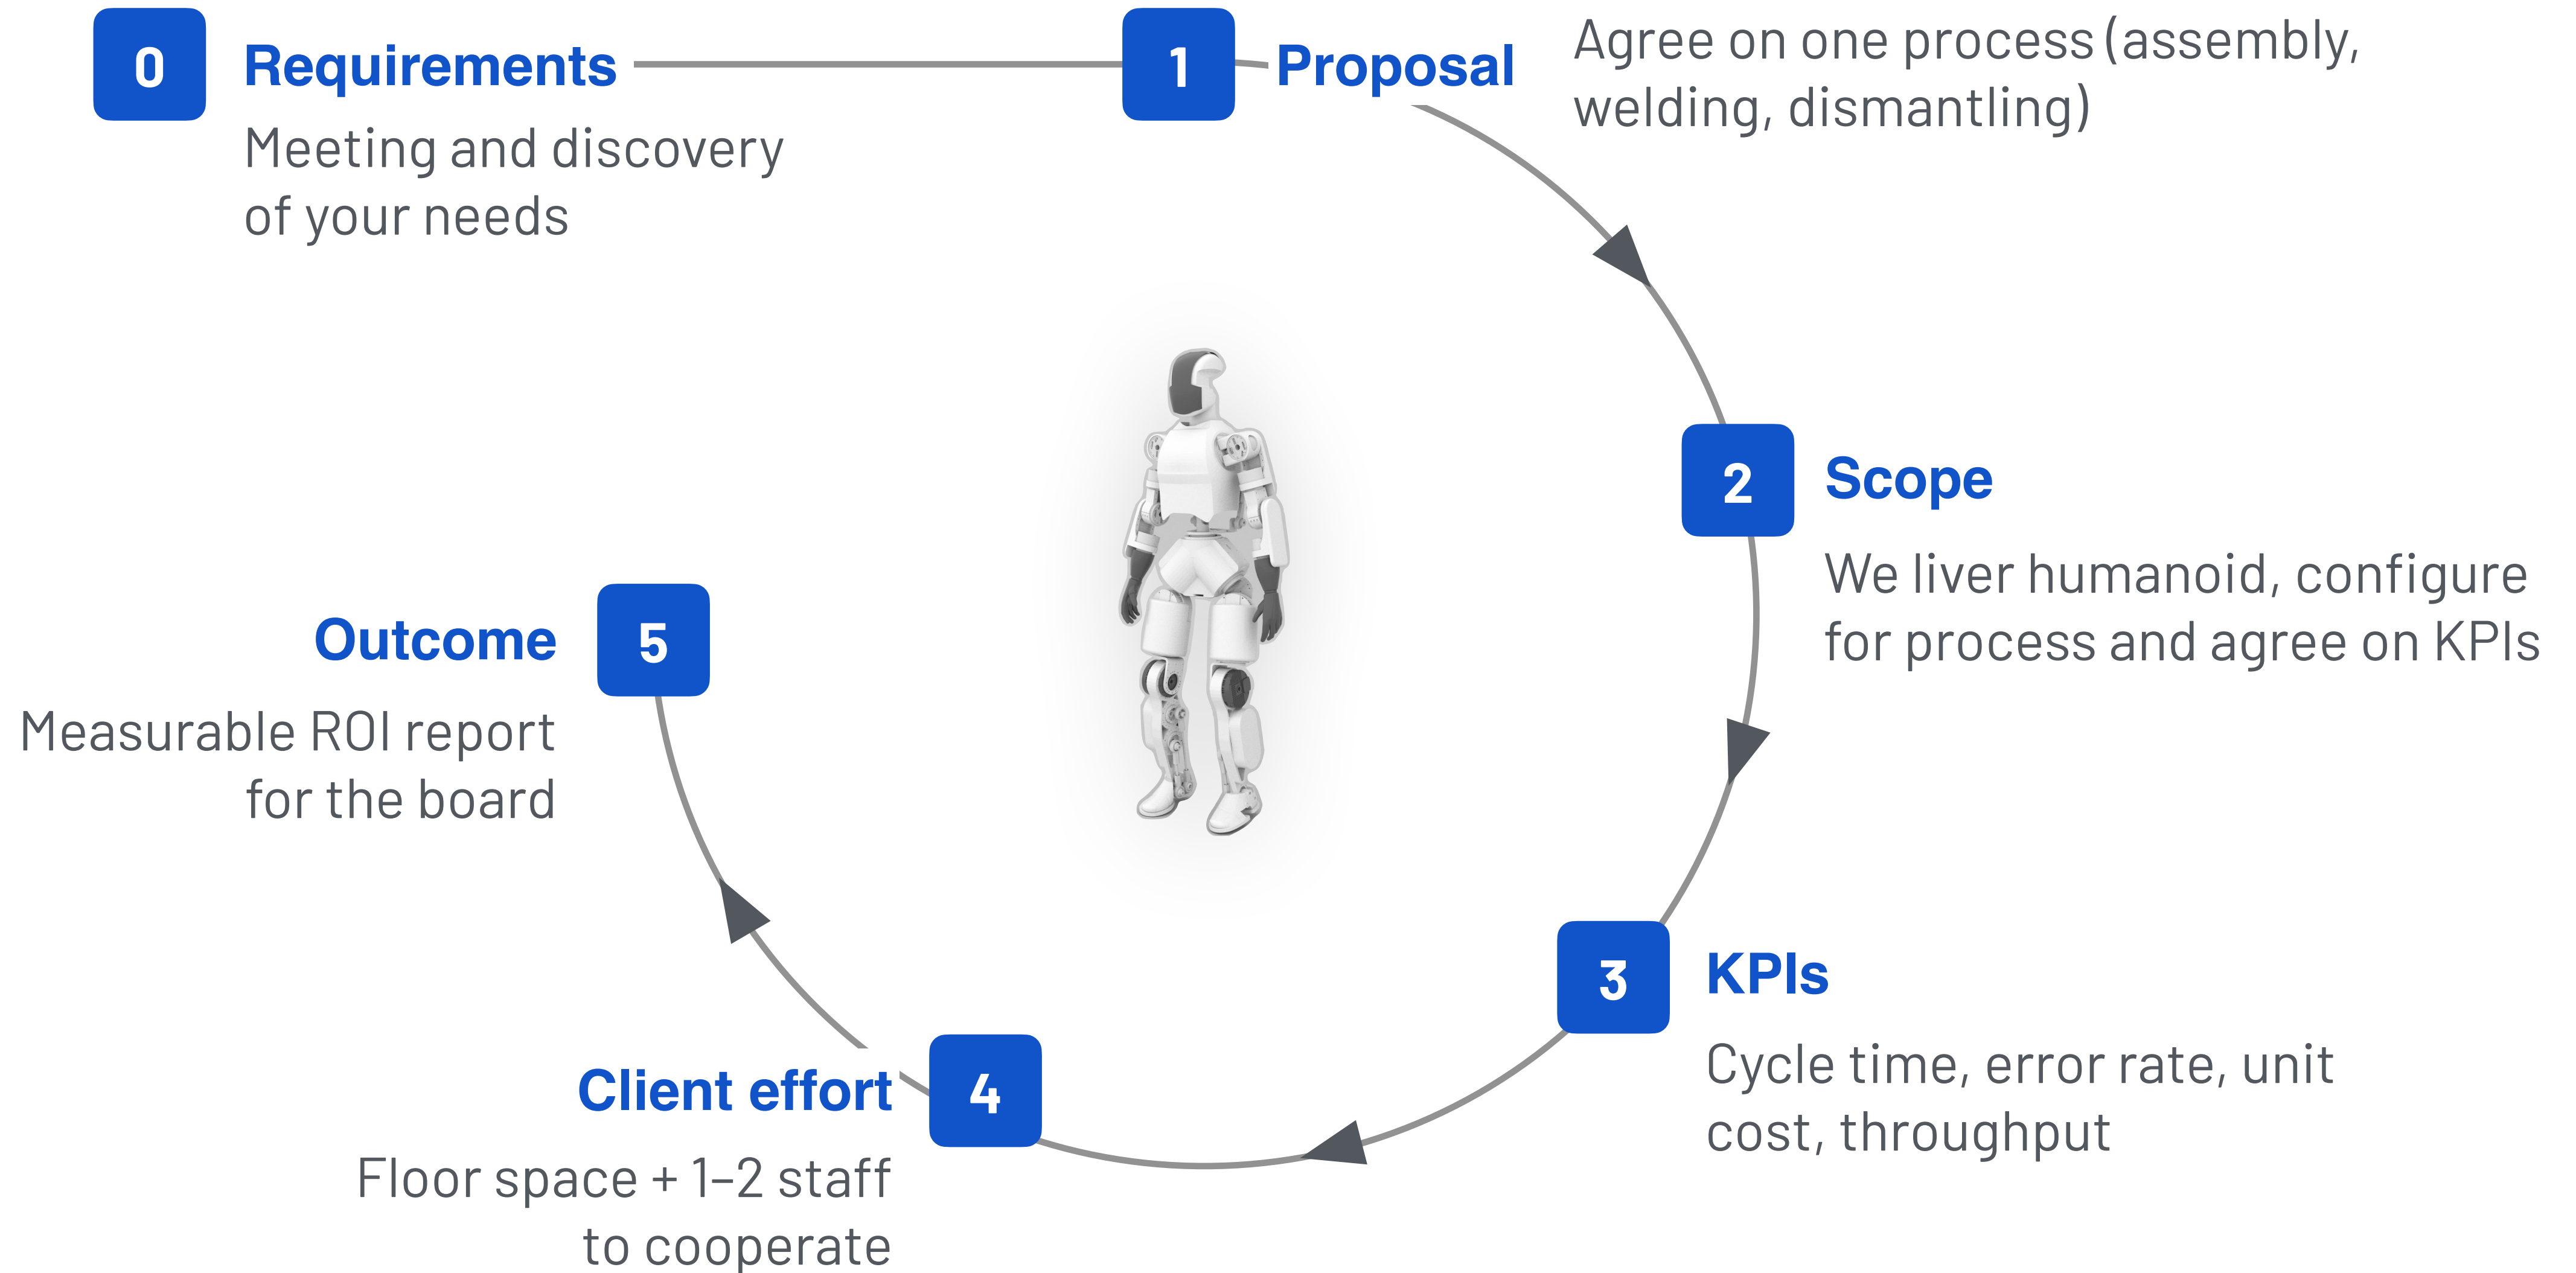 0
Requirements
Meeting and discovery
of your needs
1
Proposal
Agree on one process (assembly,
welding, dismantling)
2
Scope
We liver humanoid, configure
for process and agree on KPIs
3
KPIs
Cycle time, error rate, unit
cost, throughput
4
Client effort
Floor space + 1–2 staff
to cooperate
5
Outcome
Measurable ROI report
for the board